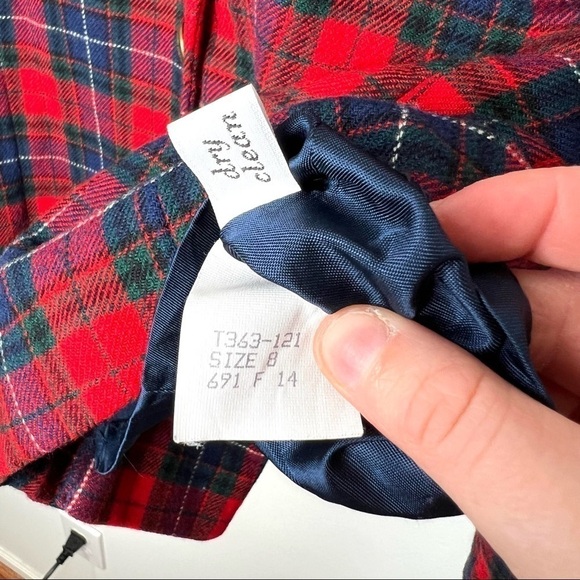 dry
clean
T363-121
SIZE 8
691 F 14